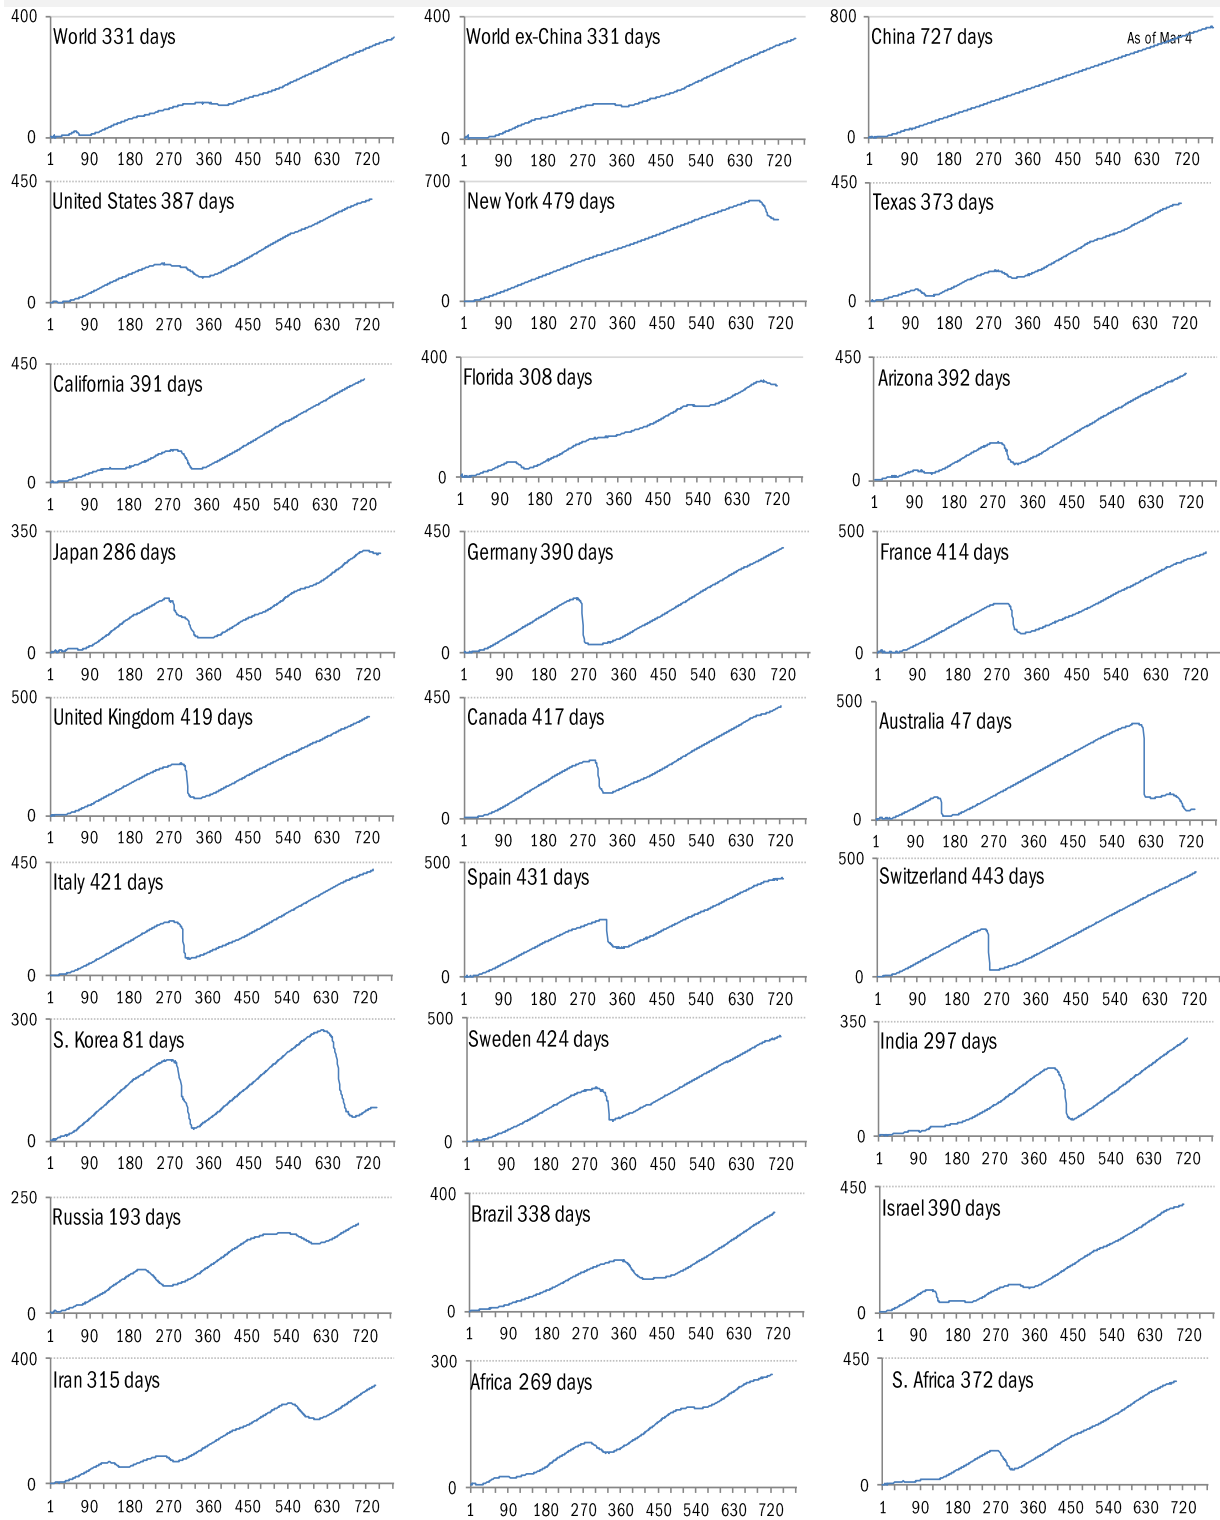 400 400 800
World 331 days World ex-China 331 days China 727 days As of Mar 4
0 0 0
1 90 180 270 360 450 540 630 720 1 90 180 270 360 450 540 630 720 1 90 180 270 360 450 540 630 720
450 700 450
United States 387 days New York 479 days Texas 373 days
0 0 0
1 90 180 270 360 450 540 630 720 1 90 180 270 360 450 540 630 720 1 90 180 270 360 450 540 630 720
450 400 450
California 391 days Florida 308 days Arizona 392 days
0 0 0
1 90 180 270 360 450 540 630 720 1 90 180 270 360 450 540 630 720 1 90 180 270 360 450 540 630 720
350 450 500
Japan 286 days Germany 390 days France 414 days
0 0 0
1 90 180 270 360 450 540 630 720 1 90 180 270 360 450 540 630 720 1 90 180 270 360 450 540 630 720
500 450 500
United Kingdom 419 days Canada 417 days Australia 47 days
0 0 0
1 90 180 270 360 450 540 630 720 1 90 180 270 360 450 540 630 720 1 90 180 270 360 450 540 630 720
450 500 500
Italy 421 days Spain 431 days Switzerland 443 days
0 0 0
1 90 180 270 360 450 540 630 720 1 90 180 270 360 450 540 630 720 1 90 180 270 360 450 540 630 720
300 500 350
S. Korea 81 days Sweden 424 days India 297 days
0 0 0
1 90 180 270 360 450 540 630 720 1 90 180 270 360 450 540 630 720 1 90 180 270 360 450 540 630 720
250 400 450
Russia 193 days Brazil 338 days Israel 390 days
0 0 0
1 90 180 270 360 450 540 630 720 1 90 180 270 360 450 540 630 720 1 90 180 270 360 450 540 630 720
400 300 450
Iran 315 days Africa 269 days S. Africa 372 days
0 0 0
1 90 180 270 360 450 540 630 720 1 90 180 270 360 450 540 630 720 1 90 180 270 360 450 540 630 720